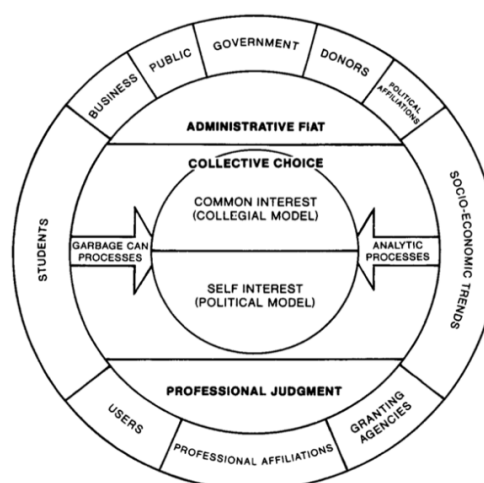 GOVERNMENT
PUBLIC
DONORS
BUSINESS
POLITICAL
AFFILIATIONS
ADMINISTRATIVE FIAT
COLLECTIVE CHOICE
COMMON INTEREST
(COLLEGIAL MODEL)
STUDENTS
GARBAGE CAN
PROCESSES
ANALYTIC
PROCESSES
SOCIO-ECONOMIC TRENDS
SELF INTEREST
(POLITICAL MODEL)
PROFESSIONAL JUDGMENT
USERS
PROFESSIONAL AFFILIATIONS
GRANTING
AGENCIES